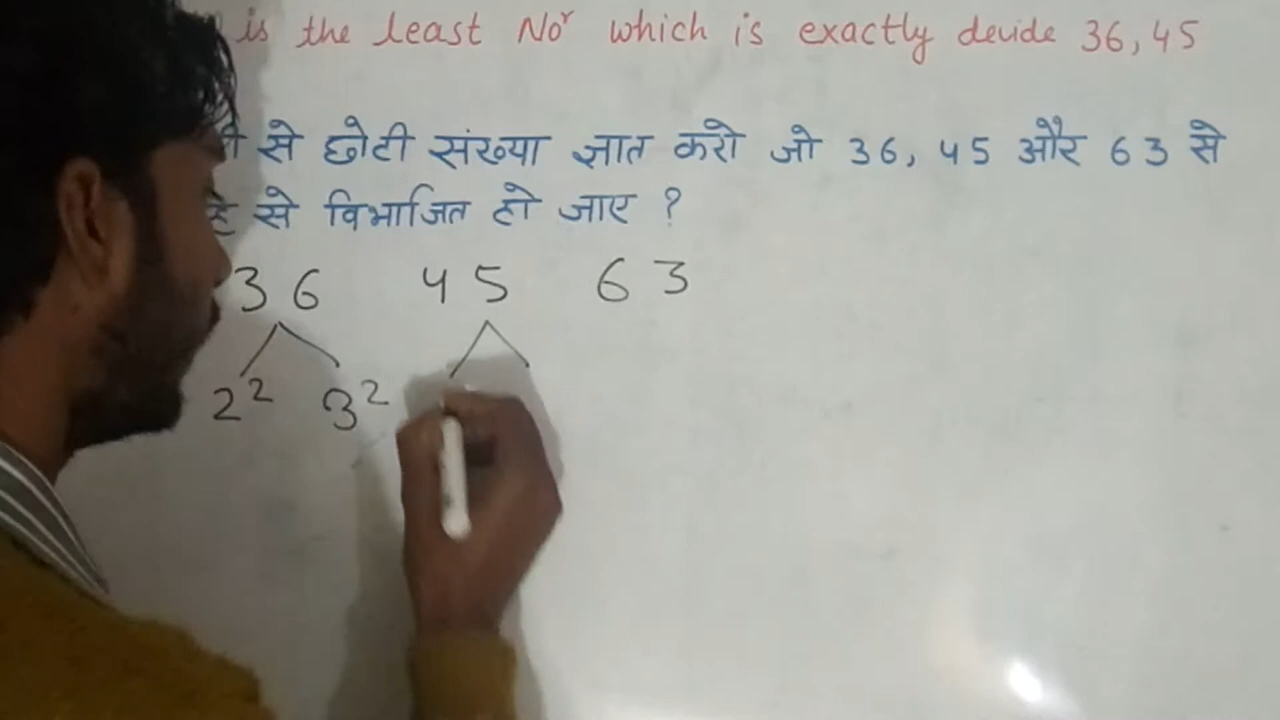 is the least Noʳ which is exactly devide 36, 45
से छोटी संख्या ज्ञात करो जो 36, 45 और 63 से
से विभाजित हो जाए ?
36 45 63
2² 3²